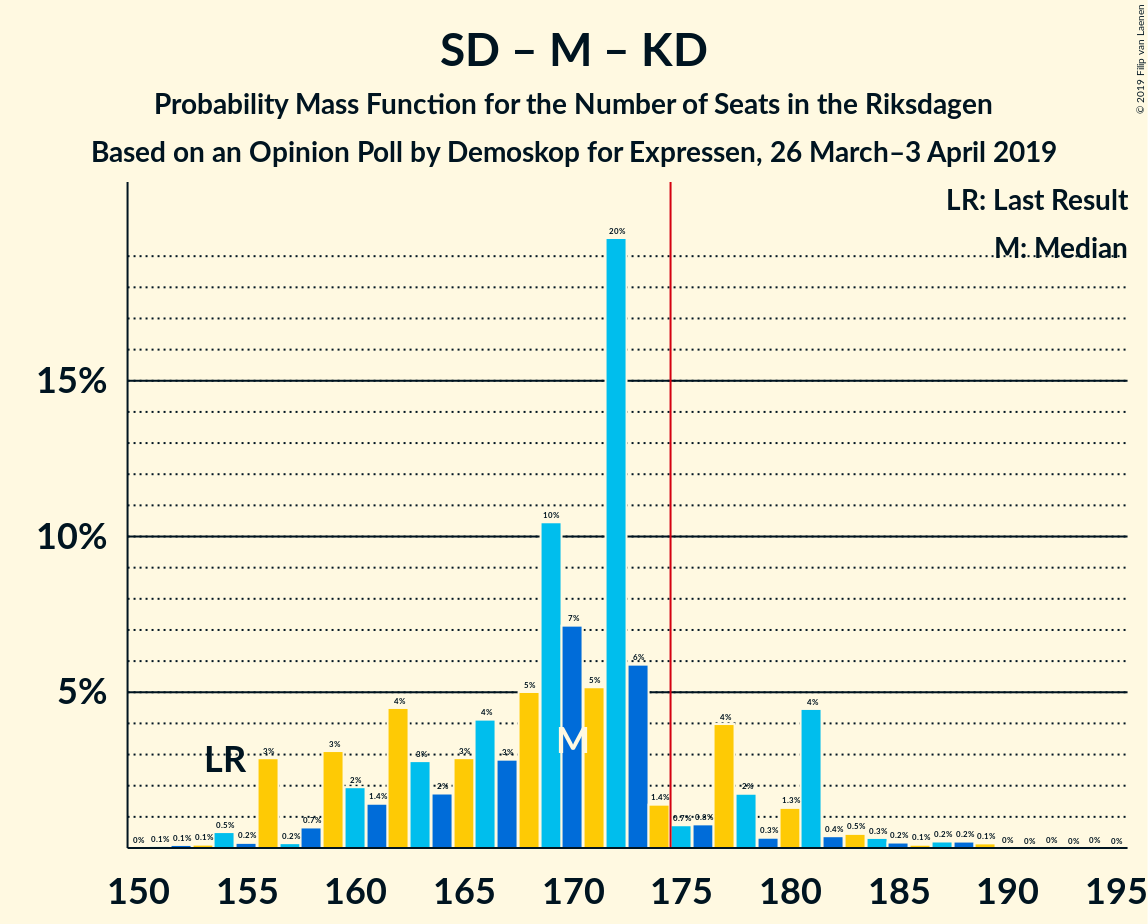 SD – M – KD
Probability Mass Function for the Number of Seats in the Riksdagen
Based on an Opinion Poll by Demoskop for Expressen, 26 March–3 April 2019
© 2019 Filip van Laenen
LR: Last Result
M: Median
15%
10%
5%
0% 0.1% 0.1% 0.1% 0.5% 0.2% 3% 0.2% 0.7% 3% 2% 1.4% 4% 3% 2% 3% 4% 3% 5% 10% 7% 5% 20% 6% 1.4% 0.7% 0.8% 4% 2% 0.3% 1.3% 4% 0.4% 0.5% 0.3% 0.2% 0.1% 0.2% 0.2% 0.1% 0% 0% 0% 0% 0% 0%
LR
M
150 155 160 165 170 175 180 185 190 195